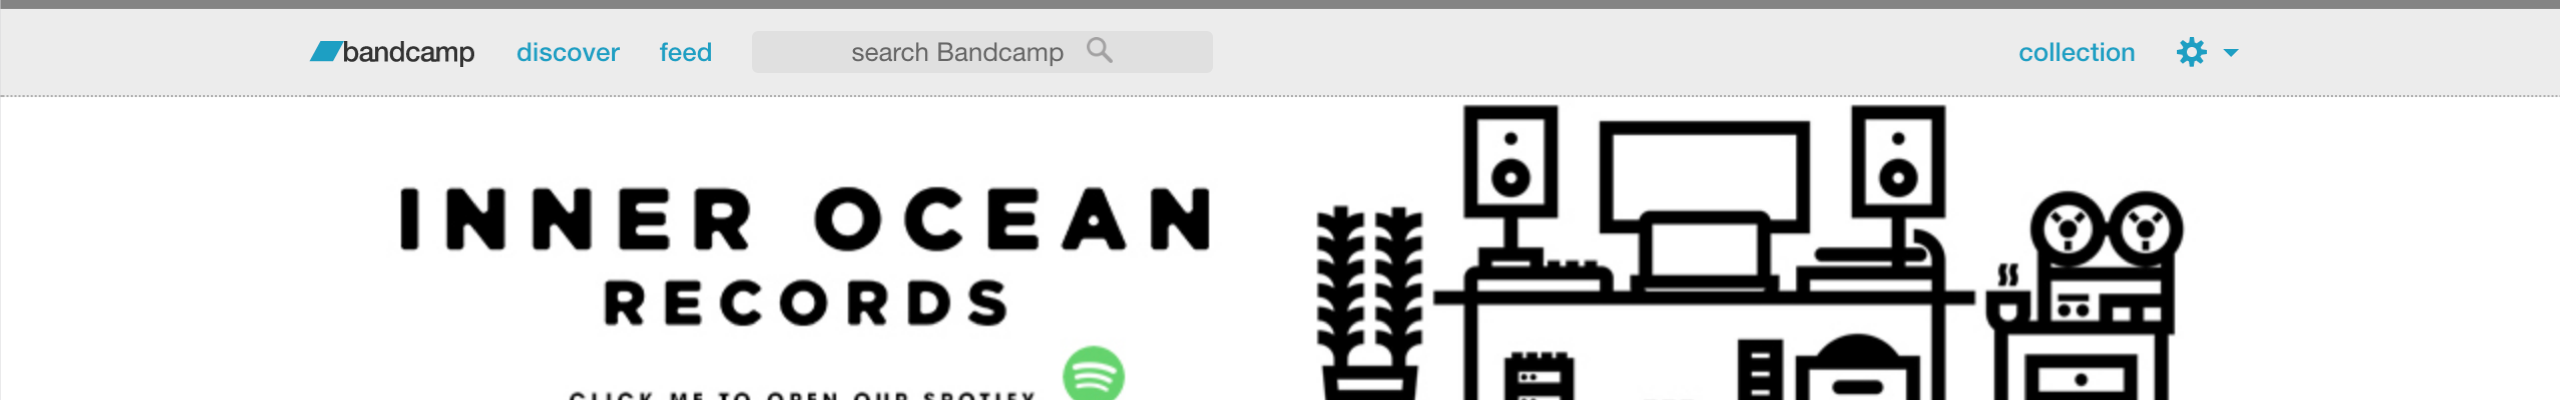 bandcamp discover feed search Bandcamp collection
INNER OCEAN
RECORDS
CLICK ME TO OPEN OUR SPOTIFY